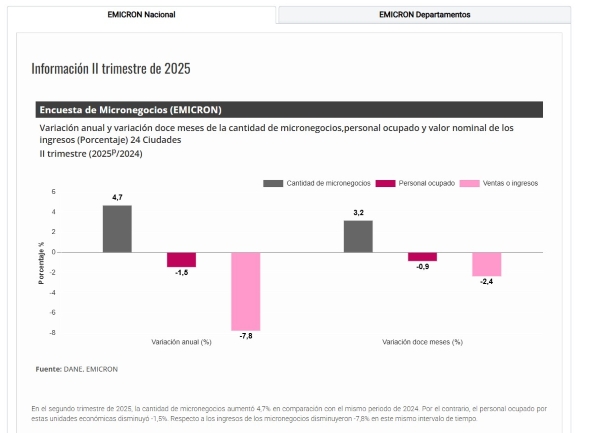 EMICRON Nacional
EMICRON Departamentos
Información II trimestre de 2025
Encuesta de Micronegocios (EMICRON)
Variación anual y variación doce meses de la cantidad de micronegocios,personal ocupado y valor nominal de los
ingresos (Porcentaje) 24 Ciudades
II trimestre (2025ᵖ/2024)
Cantidad de micronegocios
Personal ocupado
Ventas o ingresos
Porcentaje %
6
4
2
0
-2
-4
-6
-8
4,7
-1,5
-7,8
3,2
-0,9
-2,4
Variación anual (%)
Variación doce meses (%)
Fuente: DANE. EMICRON
En el segundo trimestre de 2025, la cantidad de micronegocios aumentó 4,7% en comparación con el mismo periodo de 2024. Por el contrario, el personal ocupado por
estas unidades económicas disminuyó -1,5%. Respecto a los ingresos de los micronegocios disminuyeron -7,8% en este mismo intervalo de tiempo.